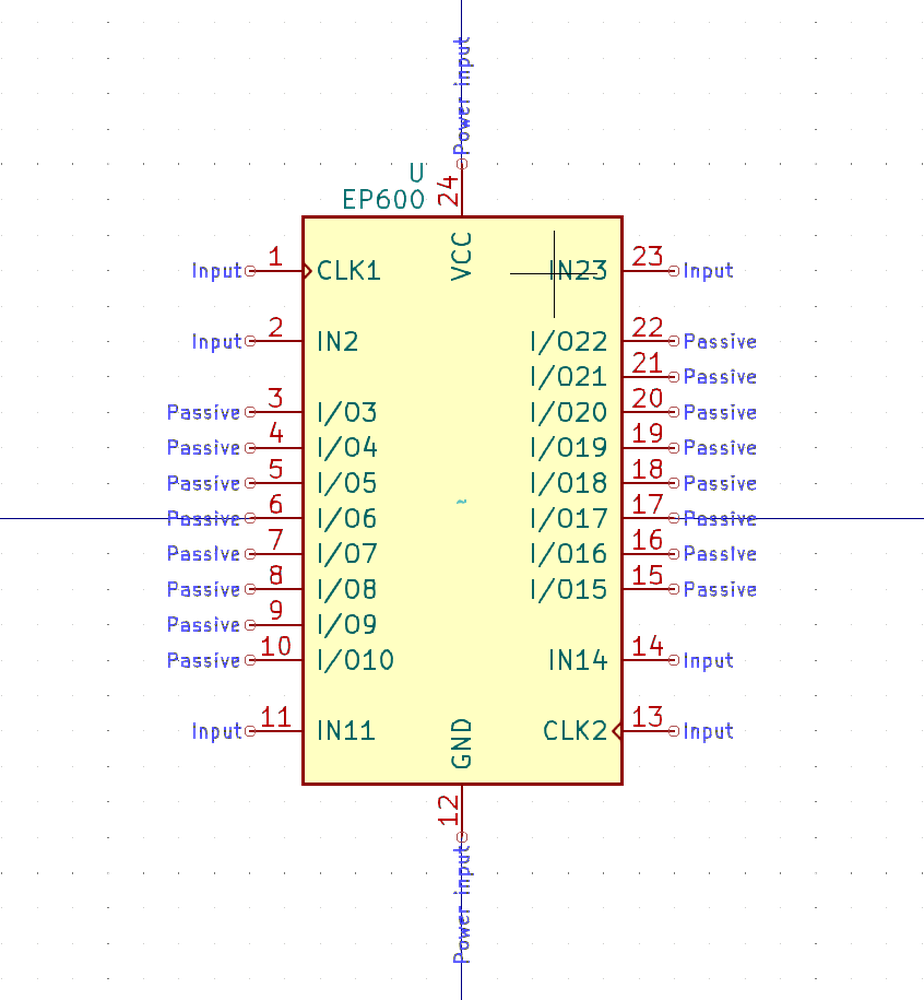 Power input
U
EP600
24
VCC
Input 1 CLK1 IN23 23 Input
Input 2 IN2 I/O22 22 Passive
I/O21 21 Passive
Passive 3 I/O3 I/O20 20 Passive
Passive 4 I/O4 I/O19 19 Passive
Passive 5 I/O5 I/O18 18 Passive
~
Passive 6 I/O6 I/O17 17 Passive
Passive 7 I/O7 I/O16 16 Passive
Passive 8 I/O8 I/O15 15 Passive
Passive 9 I/O9
Passive 10 I/O10 IN14 14 Input
Input 11 IN11 CLK2 13 Input
GND
12
Power input